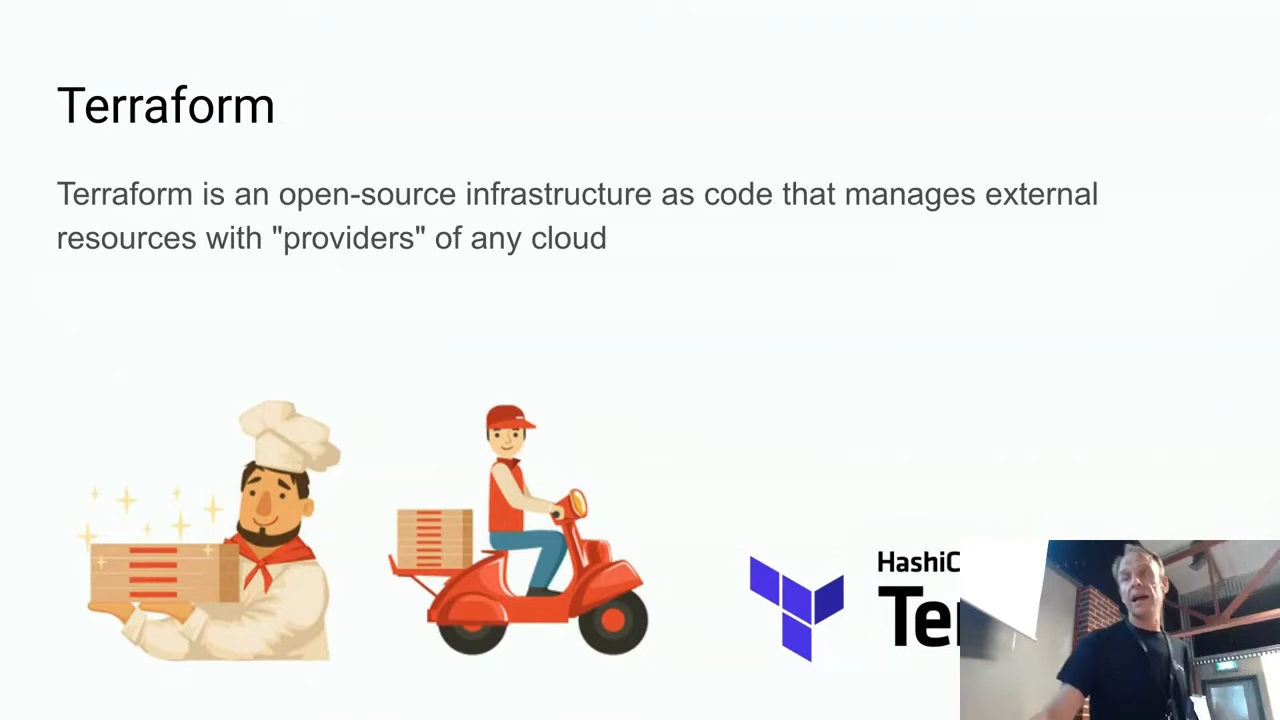 Terraform
Terraform is an open-source infrastructure as code that manages external
resources with "providers" of any cloud
HashiC
Ter